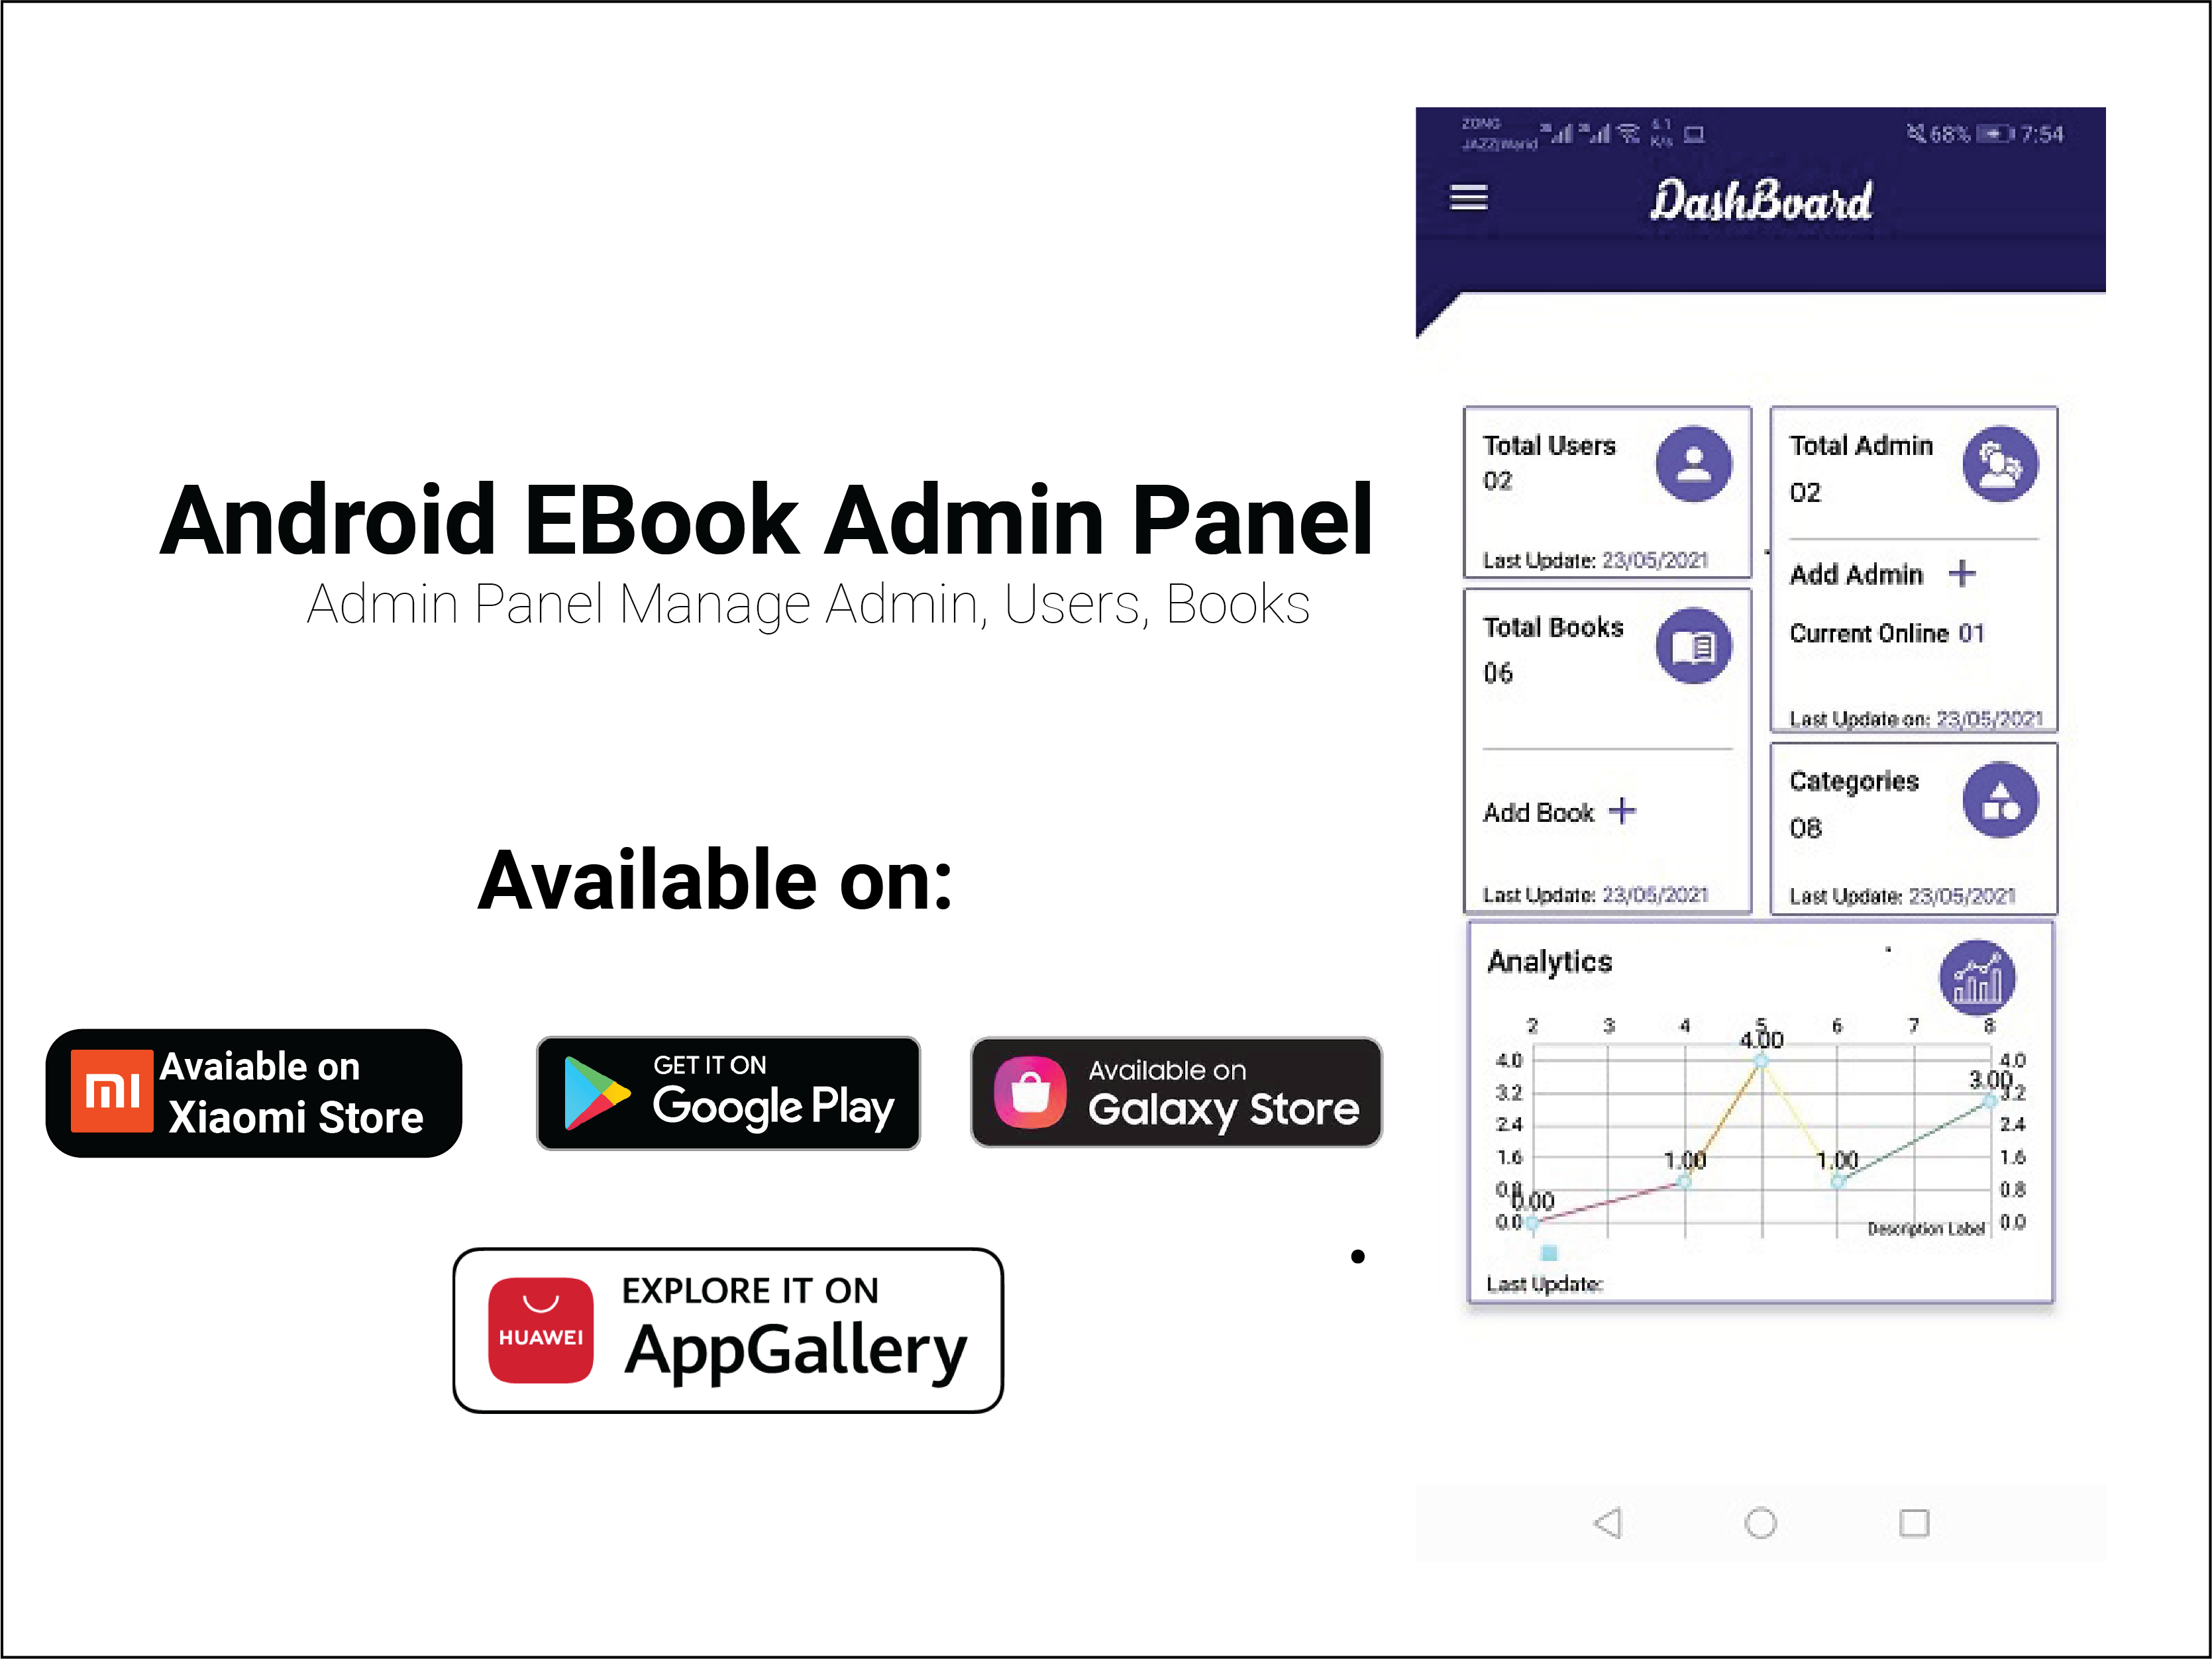 Android EBook Admin Panel
Admin Panel Manage Admin, Users, Books
Available on:
mi
Avaiable on
Xiaomi Store
GET IT ON
Google Play
Available on
Galaxy Store
HUAWEI
EXPLORE IT ON
AppGallery
ZONG
JAZZ|Warid
6.1
K/s
68%
7:54
DashBoard
Total Users
02
Last Update: 23/05/2021
Total Admin
02
Add Admin +
Current Online 01
Last Update on: 23/05/2021
Total Books
06
Add Book +
Last Update: 23/05/2021
Categories
08
Last Update: 23/05/2021
Analytics
2 3 4 5 6 7 8
4.00
4.0 4.0
3.00
3.2 3.2
2.4 2.4
1.00 1.00
1.6 1.6
0.8 0.8
0.00
0.0 0.0
Description Label
Last Update: